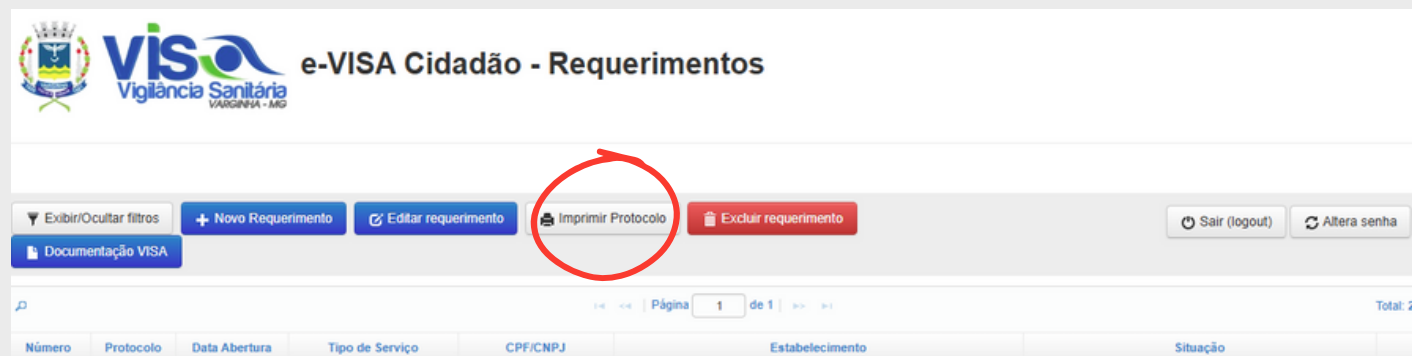 VISA
Vigilância Sanitária
VARGINHA - MG
e-VISA Cidadão - Requerimentos
Exibir/Ocultar filtros
Novo Requerimento
Editar requerimento
Imprimir Protocolo
Excluir requerimento
Sair (logout)
Altera senha
Documentação VISA
Página 1 de 1
Total: 2
Número Protocolo Data Abertura Tipo de Serviço CPF/CNPJ Estabelecimento Situação